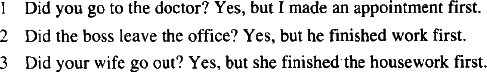 1 Did you go to the doctor? Yes, but I made an appointment first.
2 Did the boss leave the office? Yes, but he finished work first.
3 Did your wife go out? Yes, but she finished the housework first.